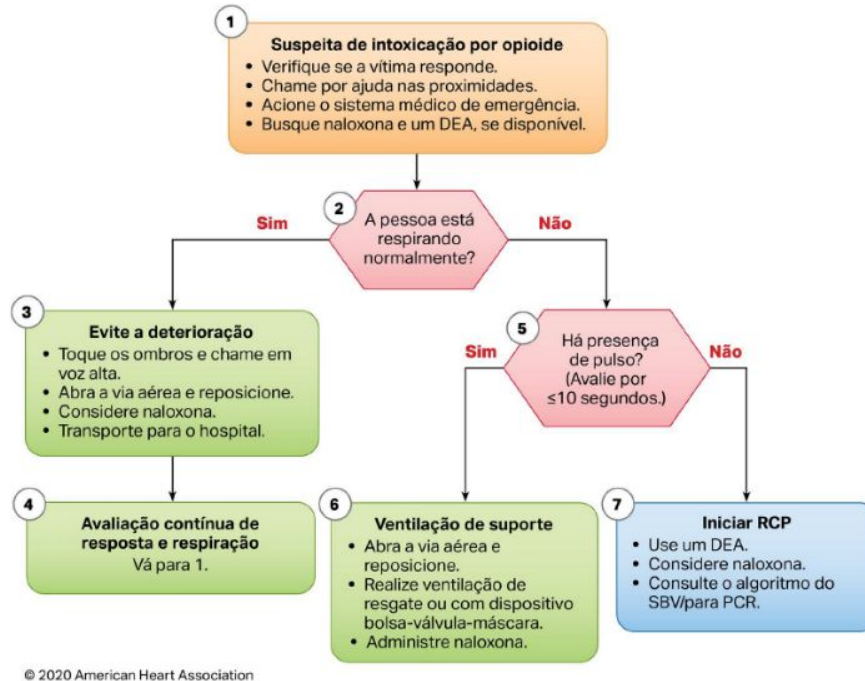 1
Suspeita de intoxicação por opioide
• Verifique se a vítima responde.
• Chame por ajuda nas proximidades.
• Acione o sistema médico de emergência.
• Busque naloxona e um DEA, se disponível.
2
A pessoa está
respirando
normalmente?
Sim
Não
3
Evite a deterioração
• Toque os ombros e chame em
voz alta.
• Abra a via aérea e reposicione.
• Considere naloxona.
• Transporte para o hospital.
4
Avaliação contínua de
resposta e respiração
Vá para 1.
5
Há presença
de pulso?
(Avalie por
≤10 segundos.)
Sim
Não
6
Ventilação de suporte
• Abra a via aérea e
reposicione.
• Realize ventilação de
resgate ou com dispositivo
bolsa-válvula-máscara.
• Administre naloxona.
7
Iniciar RCP
• Use um DEA.
• Considere naloxona.
• Consulte o algoritmo do
SBV/para PCR.
© 2020 American Heart Association